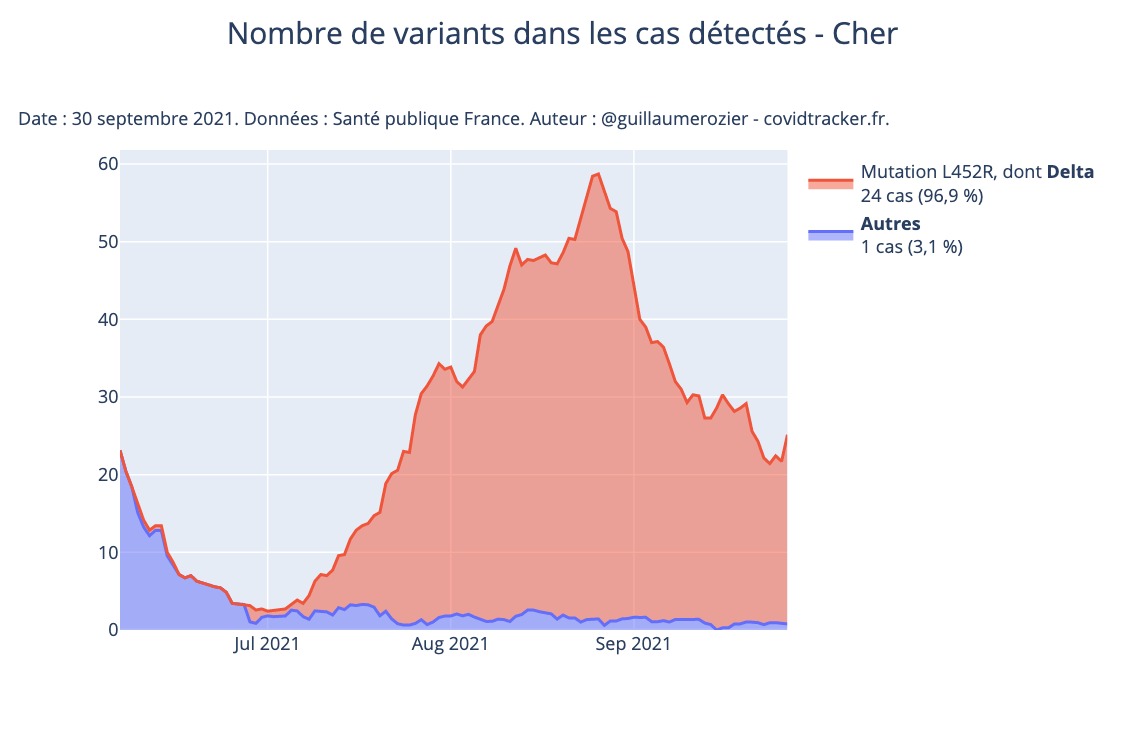 Nombre de variants dans les cas détectés - Cher
Date : 30 septembre 2021. Données : Santé publique France. Auteur : @guillaumerozier - covidtracker.fr.
60
50
40
30
20
10
0
Jul 2021
Aug 2021
Sep 2021
Mutation L452R, dont Delta
24 cas (96,9 %)
Autres
1 cas (3,1 %)